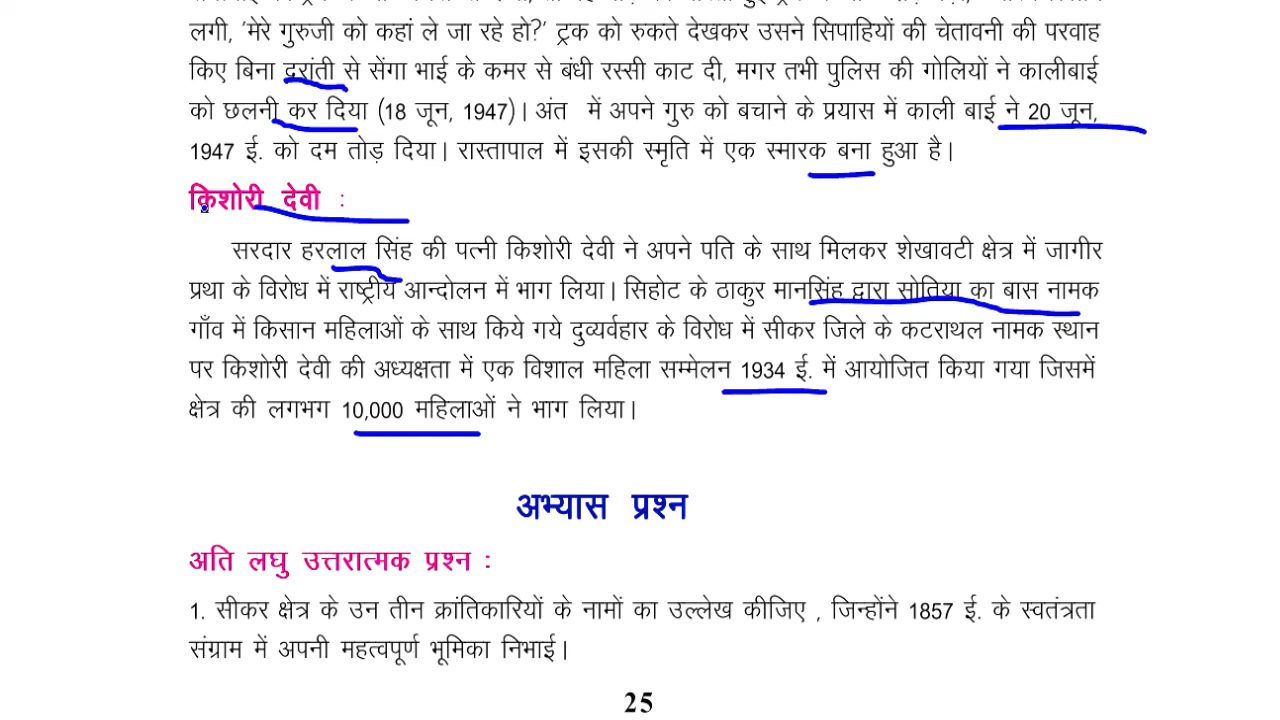 लगी, 'मेरे गुरुजी को कहां ले जा रहे हो?' ट्रक को रुकते देखकर उसने सिपाहियों की चेतावनी की परवाह
किए बिना दरांती से सेंगा भाई के कमर से बंधी रस्सी काट दी, मगर तभी पुलिस की गोलियों ने कालीबाई
को छलनी कर दिया (18 जून, 1947)। अंत में अपने गुरु को बचाने के प्रयास में काली बाई ने 20 जून,
1947 ई. को दम तोड़ दिया। रास्तापाल में इसकी स्मृति में एक स्मारक बना हुआ है।
किशोरी देवी :
सरदार हरलाल सिंह की पत्नी किशोरी देवी ने अपने पति के साथ मिलकर शेखावटी क्षेत्र में जागीर
प्रथा के विरोध में राष्ट्रीय आन्दोलन में भाग लिया। सिहोट के ठाकुर मानसिंह द्वारा सोतिया का बास नामक
गाँव में किसान महिलाओं के साथ किये गये दुव्यर्वहार के विरोध में सीकर जिले के कटराथल नामक स्थान
पर किशोरी देवी की अध्यक्षता में एक विशाल महिला सम्मेलन 1934 ई. में आयोजित किया गया जिसमें
क्षेत्र की लगभग 10,000 महिलाओं ने भाग लिया।
अभ्यास प्रश्न
अति लघु उत्तरात्मक प्रश्न :
1. सीकर क्षेत्र के उन तीन क्रांतिकारियों के नामों का उल्लेख कीजिए , जिन्होंने 1857 ई. के स्वतंत्रता
संग्राम में अपनी महत्वपूर्ण भूमिका निभाई।
25